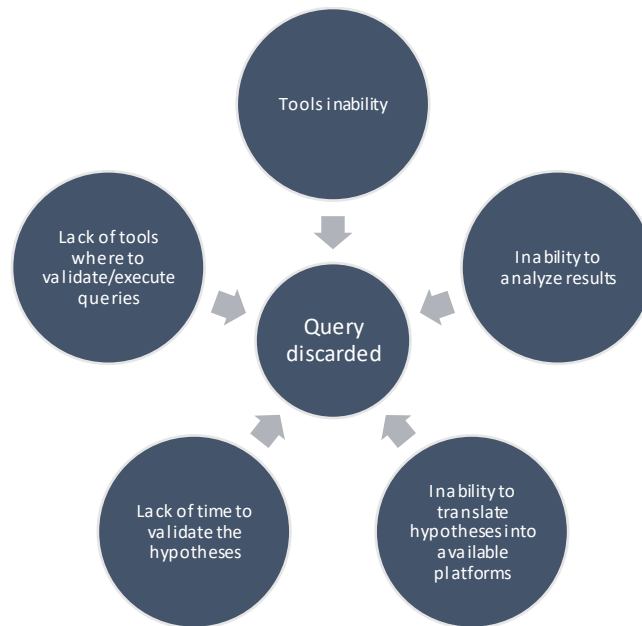 Tools inability
Lack of tools
where to
validate/execute
queries
Inability to
analyze results
Query
discarded
Lack of time to
validate the
hypotheses
Inability to
translate
hypotheses into
available
platforms